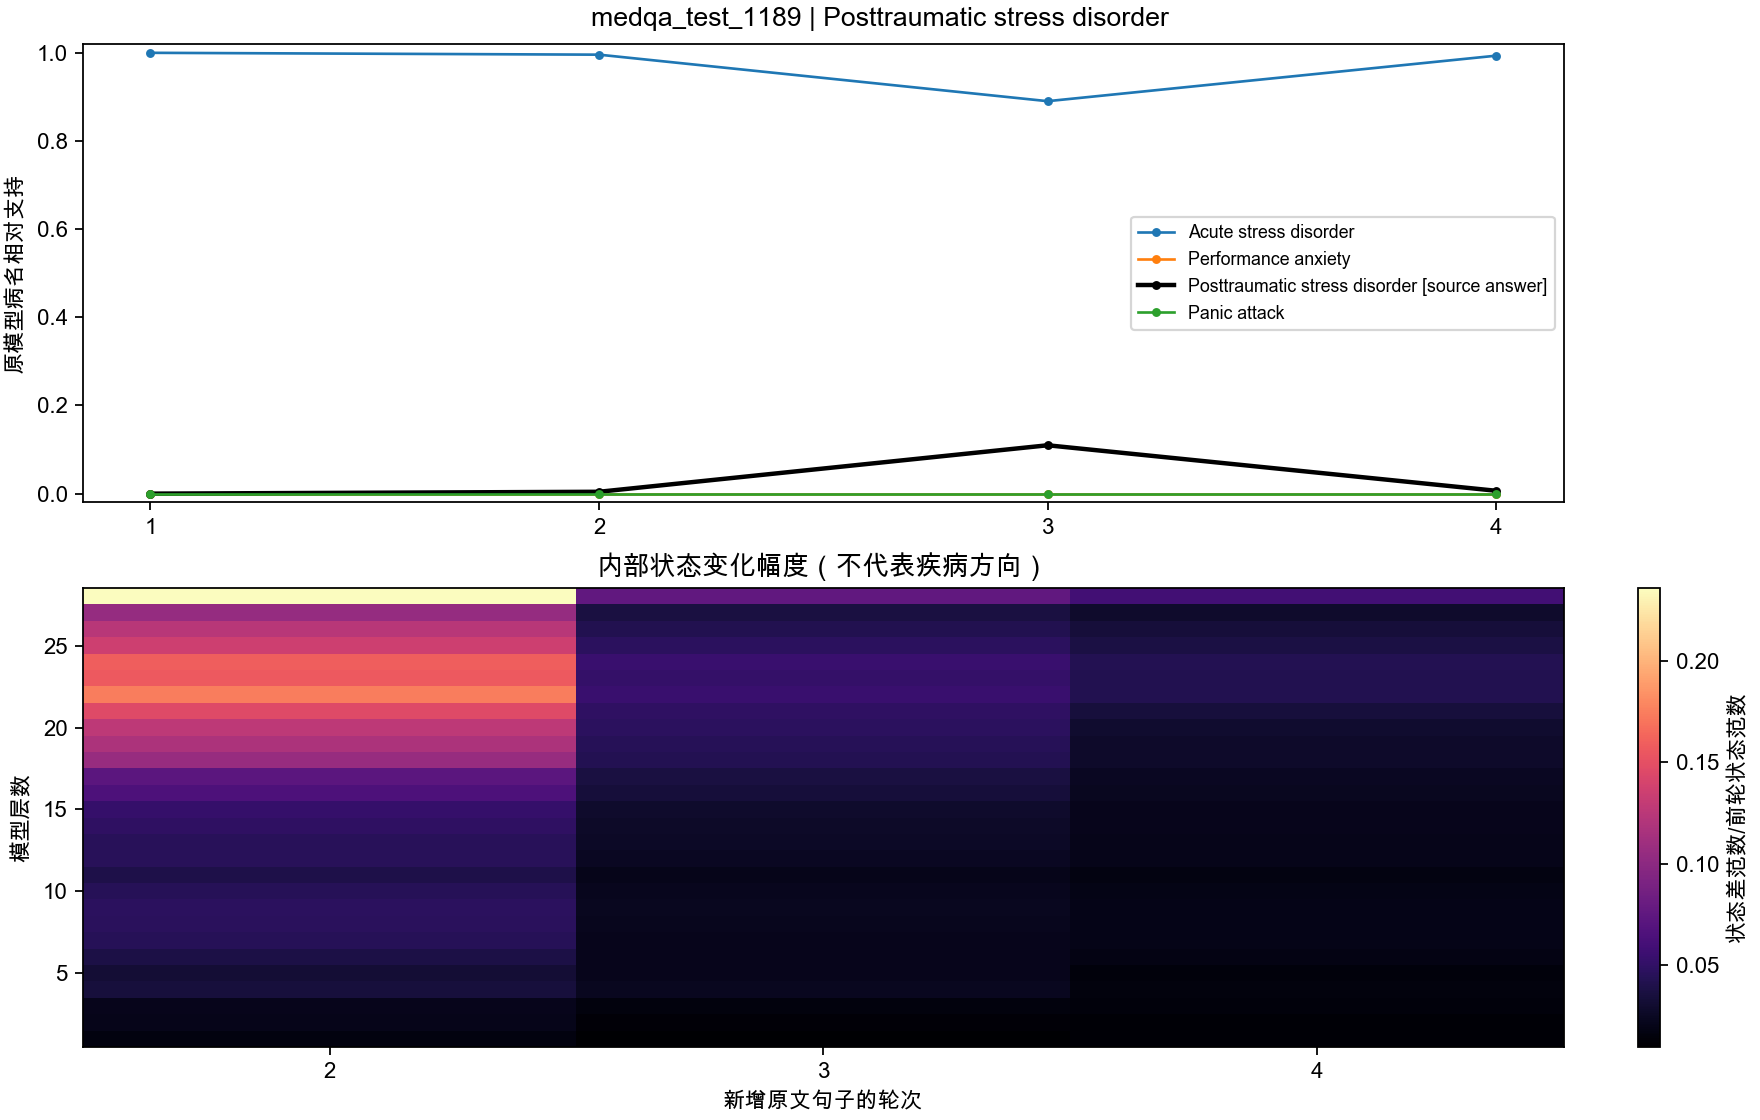 medqa_test_1189 | Posttraumatic stress disorder
原模型病名相对支持
1.0
0.8
0.6
0.4
0.2
0.0
Acute stress disorder
Performance anxiety
Posttraumatic stress disorder [source answer]
Panic attack
1 2 3 4
内部状态变化幅度（不代表疾病方向）
模型层数
25
20
15
10
5
2 3 4
新增原文句子的轮次
0.20
0.15
0.10
0.05
状态差范数/前轮状态范数